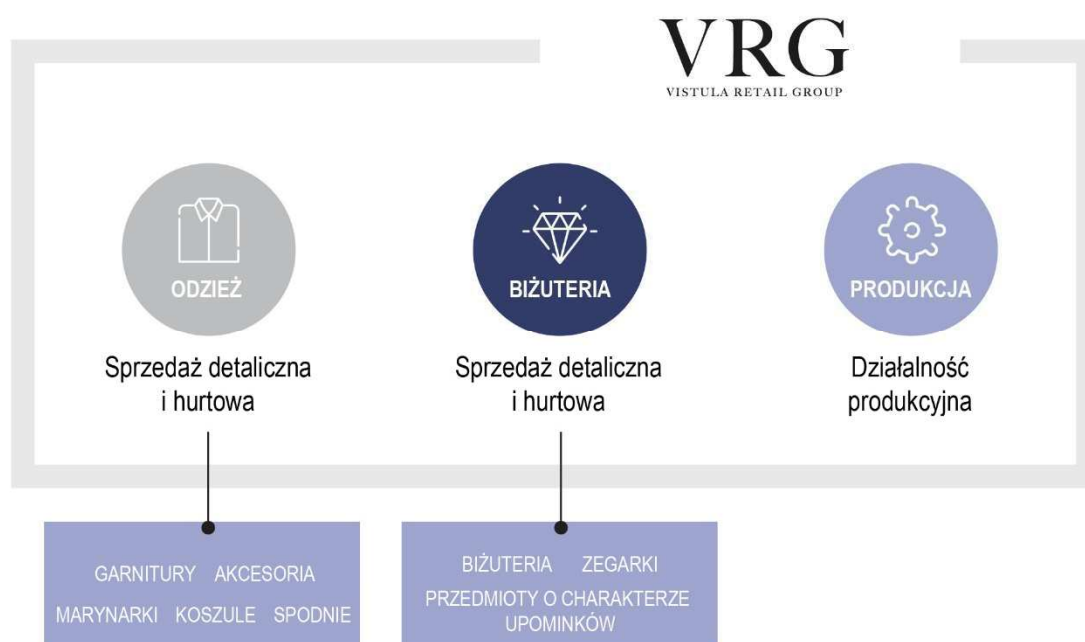 VRG
VISTULA RETAIL GROUP
ODZIEŻ
Sprzedaż detaliczna
i hurtowa
BIŻUTERIA
Sprzedaż detaliczna
i hurtowa
PRODUKCJA
Działalność
produkcyjna
GARNITURY AKCESORIA
MARYNARKI KOSZULE SPODNIE
BIŻUTERIA ZEGARKI
PRZEDMIOTY O CHARAKTERZE
UPOMINKÓW